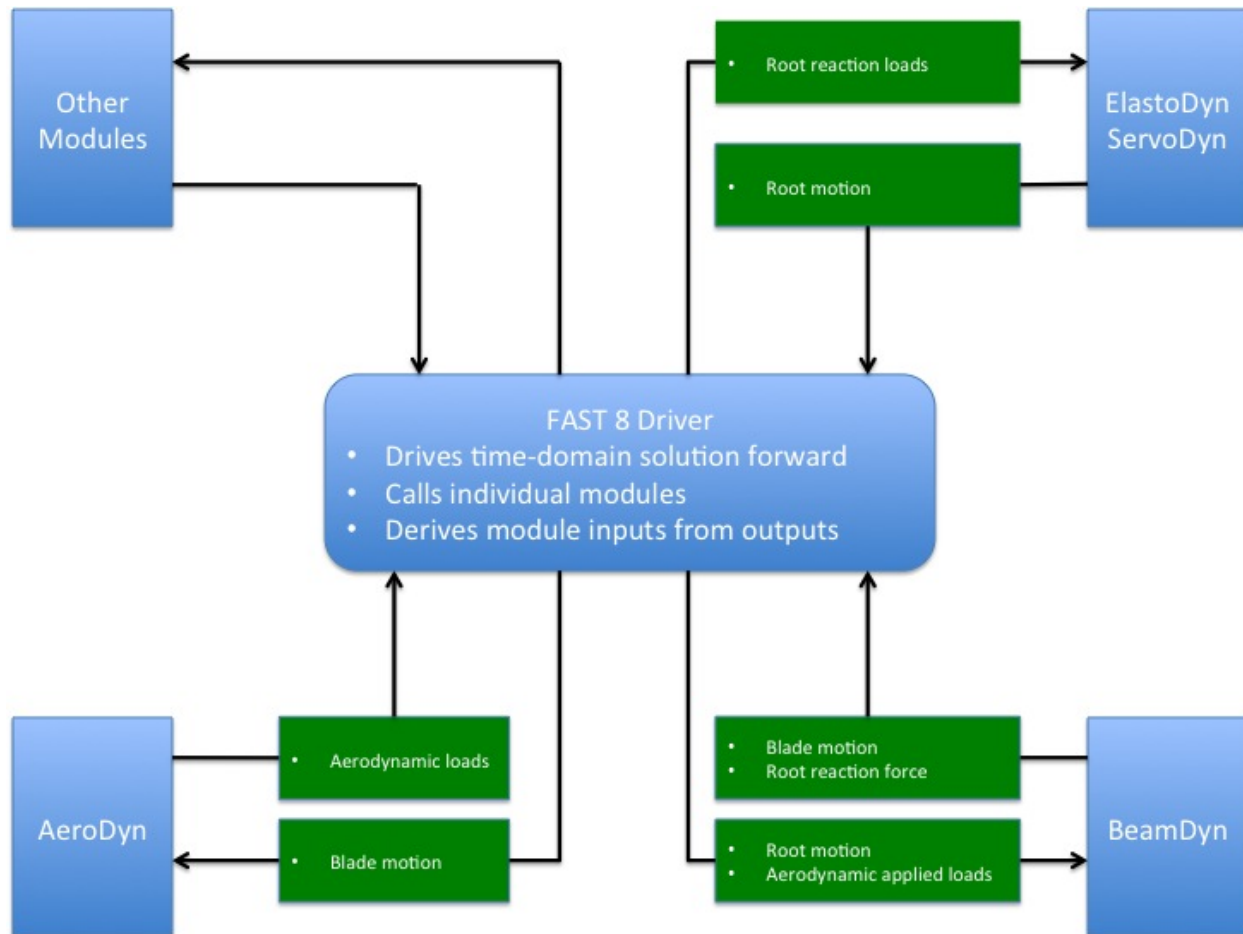 Other
Modules
• Root reaction loads
ElastoDyn
ServoDyn
• Root motion
FAST 8 Driver
• Drives time-domain solution forward
• Calls individual modules
• Derives module inputs from outputs
AeroDyn
• Aerodynamic loads
• Blade motion
• Blade motion
• Root reaction force
• Root motion
• Aerodynamic applied loads
BeamDyn